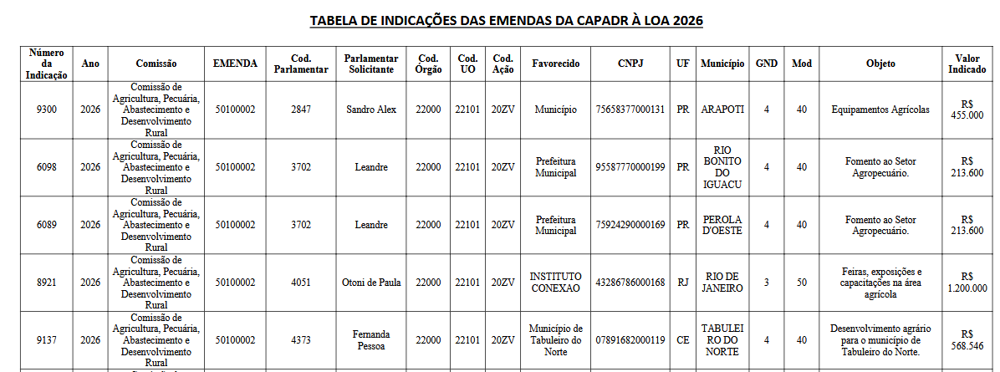 TABELA DE INDICAÇÕES DAS EMENDAS DA CAPADR À LOA 2026
Número da Indicação | Ano | Comissão | EMENDA | Cod. Parlamentar | Parlamentar Solicitante | Cod. Órgão | Cod. UO | Cod. Ação | Favorecido | CNPJ | UF | Município | GND | Mod | Objeto | Valor Indicado
9300 | 2026 | Comissão de Agricultura, Pecuária, Abastecimento e Desenvolvimento Rural | 50100002 | 2847 | Sandro Alex | 22000 | 22101 | 20ZV | Município | 75658377000131 | PR | ARAPOTI | 4 | 40 | Equipamentos Agrícolas | R$ 455.000
6098 | 2026 | Comissão de Agricultura, Pecuária, Abastecimento e Desenvolvimento Rural | 50100002 | 3702 | Leandre | 22000 | 22101 | 20ZV | Prefeitura Municipal | 95587770000199 | PR | RIO BONITO DO IGUACU | 4 | 40 | Fomento ao Setor Agropecuário. | R$ 213.600
6089 | 2026 | Comissão de Agricultura, Pecuária, Abastecimento e Desenvolvimento Rural | 50100002 | 3702 | Leandre | 22000 | 22101 | 20ZV | Prefeitura Municipal | 75924290000169 | PR | PEROLA D'OESTE | 4 | 40 | Fomento ao Setor Agropecuário. | R$ 213.600
8921 | 2026 | Comissão de Agricultura, Pecuária, Abastecimento e Desenvolvimento Rural | 50100002 | 4051 | Otoni de Paula | 22000 | 22101 | 20ZV | INSTITUTO CONEXAO | 43286786000168 | RJ | RIO DE JANEIRO | 3 | 50 | Feiras, exposições e capacitações na área agrícola | R$ 1.200.000
9137 | 2026 | Comissão de Agricultura, Pecuária, Abastecimento e Desenvolvimento Rural | 50100002 | 4373 | Fernanda Pessoa | 22000 | 22101 | 20ZV | Município de Tabuleiro do Norte | 07891682000119 | CE | TABULEIRO DO NORTE | 4 | 40 | Desenvolvimento agrário para o município de Tabuleiro do Norte. | R$ 568.546